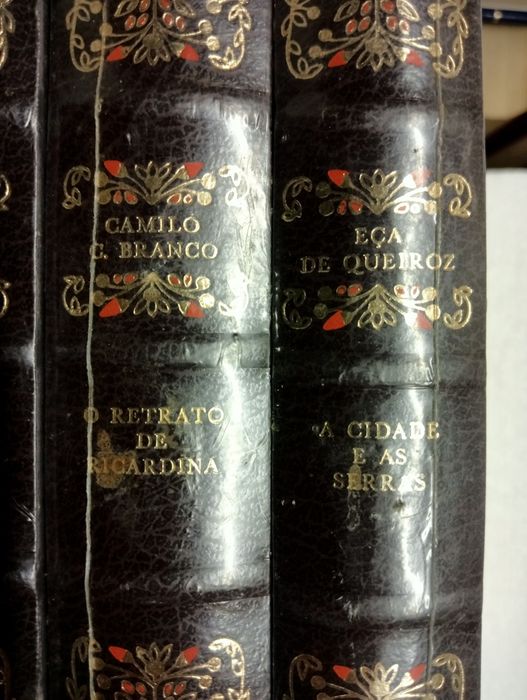 CAMILO
C. BRANCO
O RETRATO
DE
RICARDINA
EÇA
DE QUEIROZ
A CIDADE
E AS
SERRAS